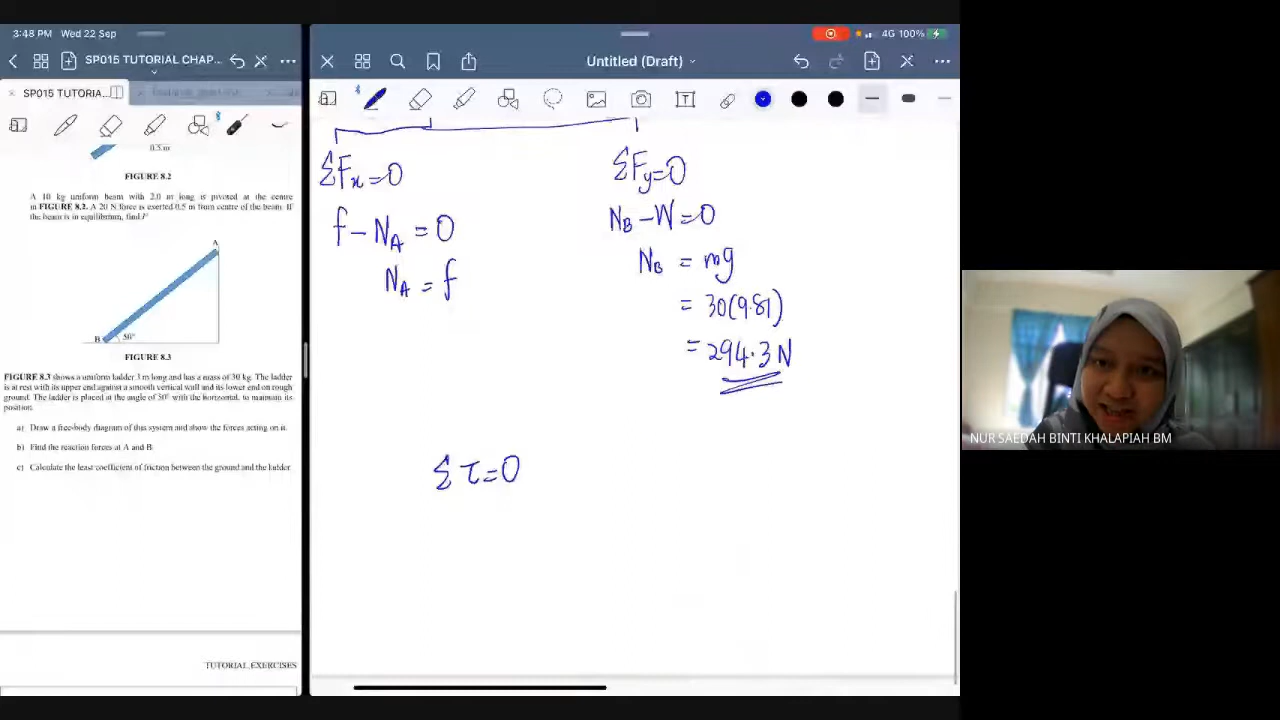 3:48 PM Wed 22 Sep
4G 100%
SP015 TUTORIAL CHAP...
Untitled (Draft)
SP015 TUTORIA...
0.5 m
FIGURE 8.2
A 10 kg uniform beam with 2.0 m long is pivoted at the centre
in FIGURE 8.2. A 20 N force is exerted 0.5 m from centre of the beam. If
the beam is in equilibrium, find F
A
B
50°
FIGURE 8.3
FIGURE 8.3 shows a uniform ladder 3 m long and has a mass of 30 kg. The ladder
is at rest with its upper end against a smooth vertical wall and its lower end on rough
ground. The ladder is placed at the angle of 50° with the horizontal, to maintain its
position.
a) Draw a free-body diagram of this system and show the forces acting on it.
b) Find the reaction forces at A and B.
c) Calculate the least coefficient of friction between the ground and the ladder.
TUTORIAL EXERCISES
ΣFx=0
f-NA=0
NA=f
ΣFy=0
NB-W=0
NB=mg
=30(9.81)
=294.3N
Στ=0
NUR SAEDAH BINTI KHALAPIAH BM